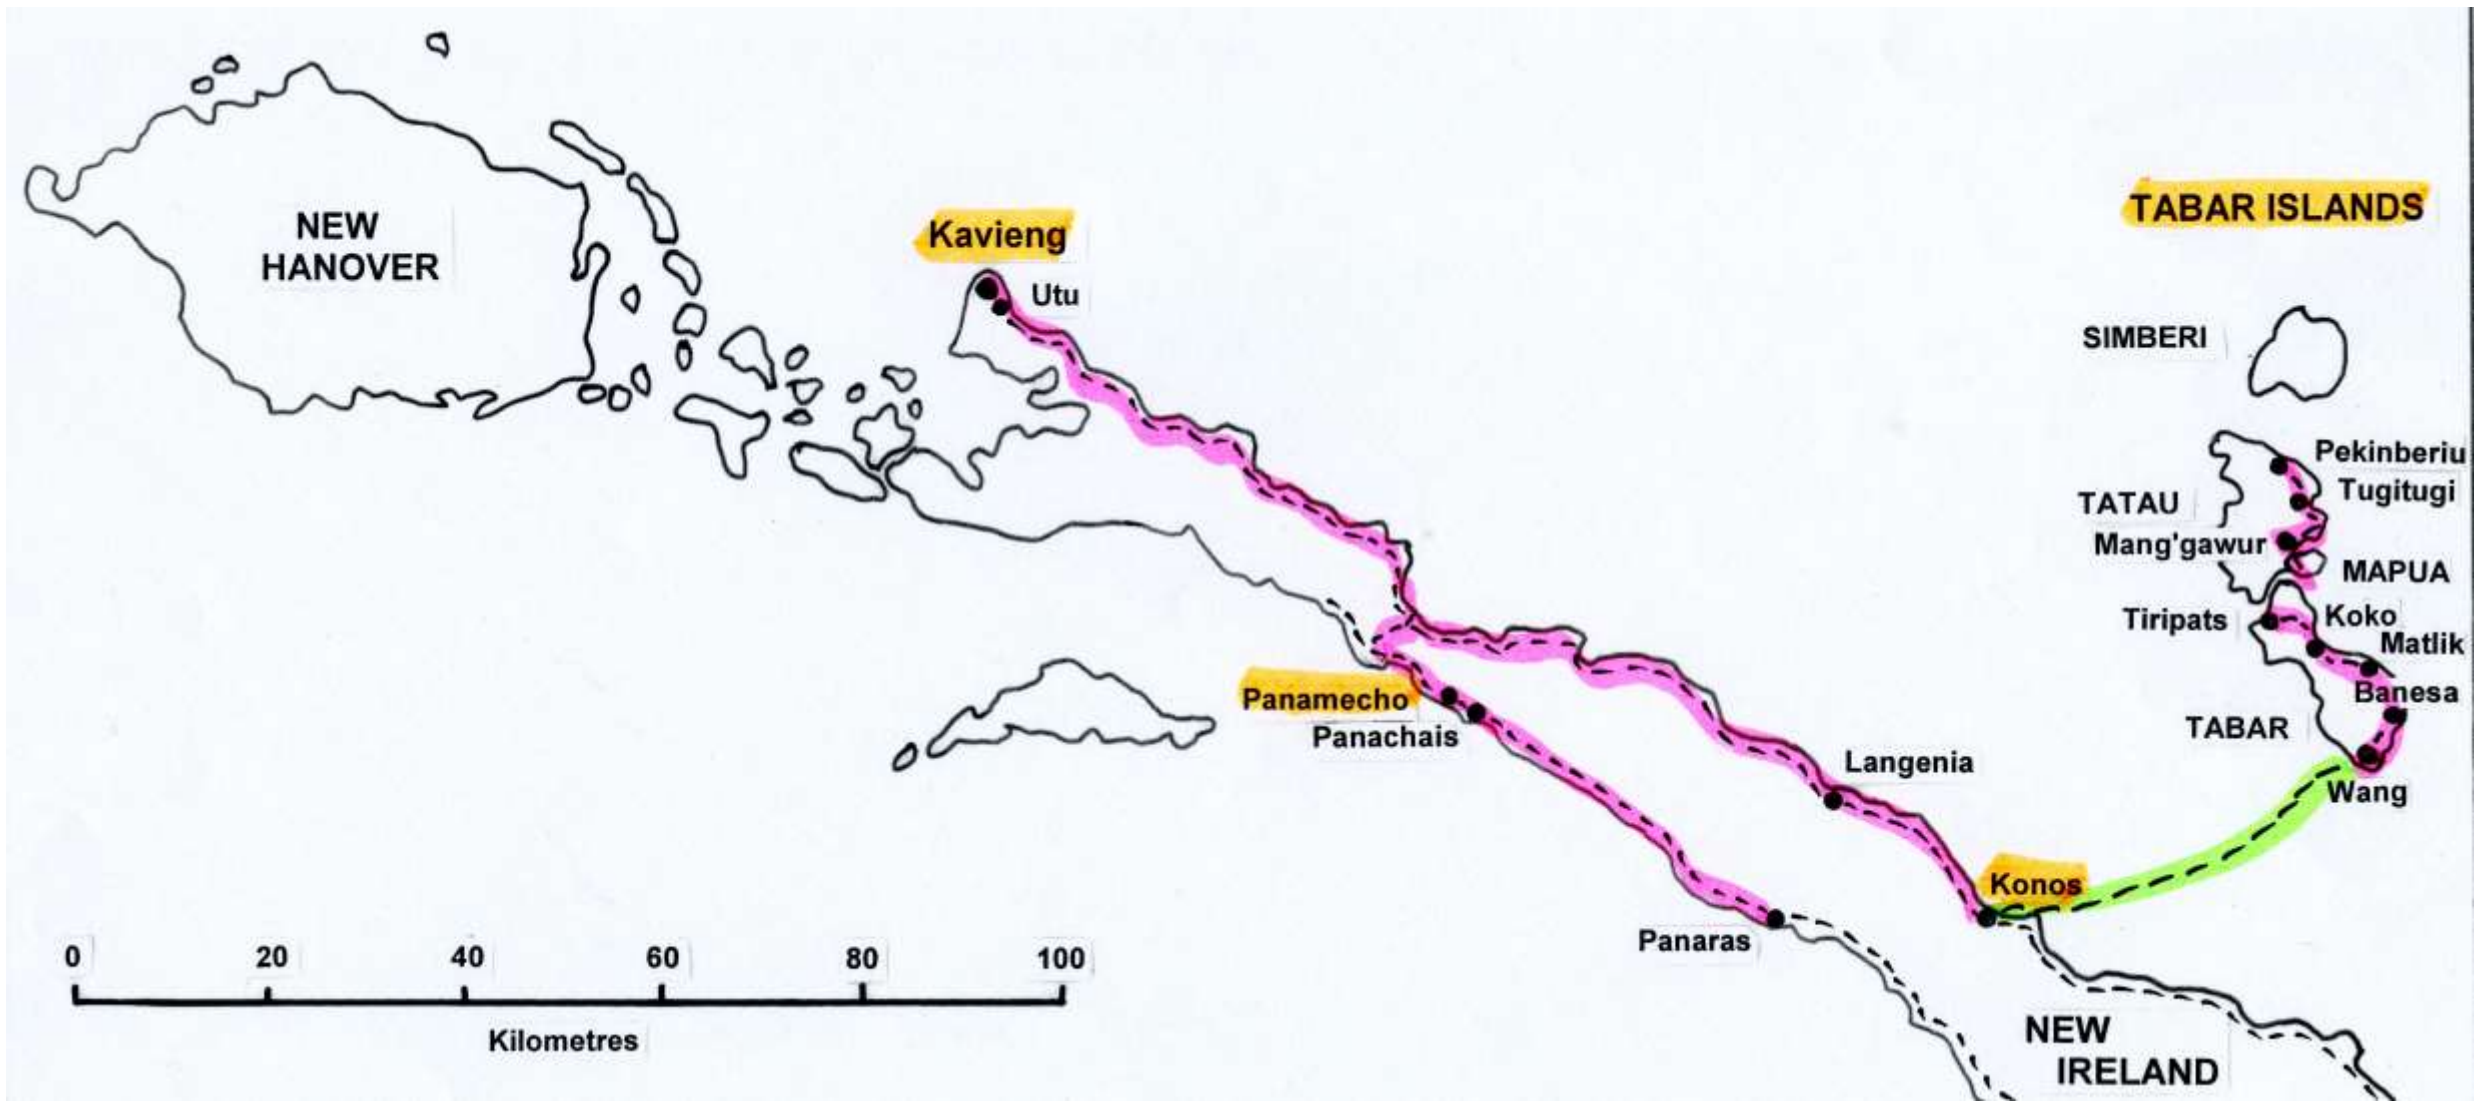 NEW
HANOVER
Kavieng
Utu
TABAR ISLANDS
SIMBERI
Pekinberiu
Tugitugi
TATAU
Mang'gawur
MAPUA
Tiripats
Koko
Matlik
Banesa
TABAR
Wang
Panamecho
Panachais
Langenia
Konos
Panaras
0 20 40 60 80 100
Kilometres
NEW
IRELAND